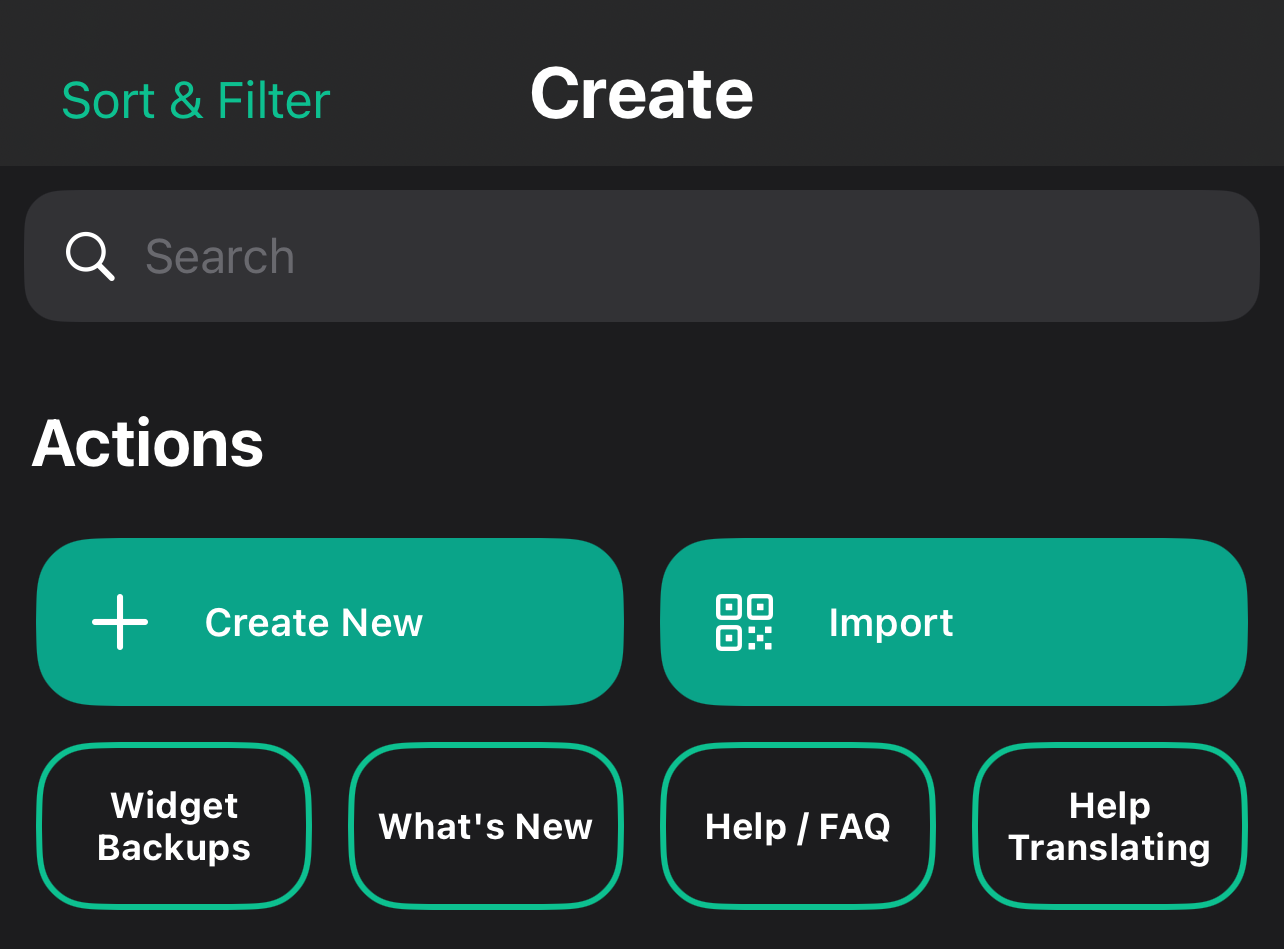 Sort & Filter
Create
Search
Actions
Create New
Import
Widget
Backups
What's New
Help / FAQ
Help
Translating